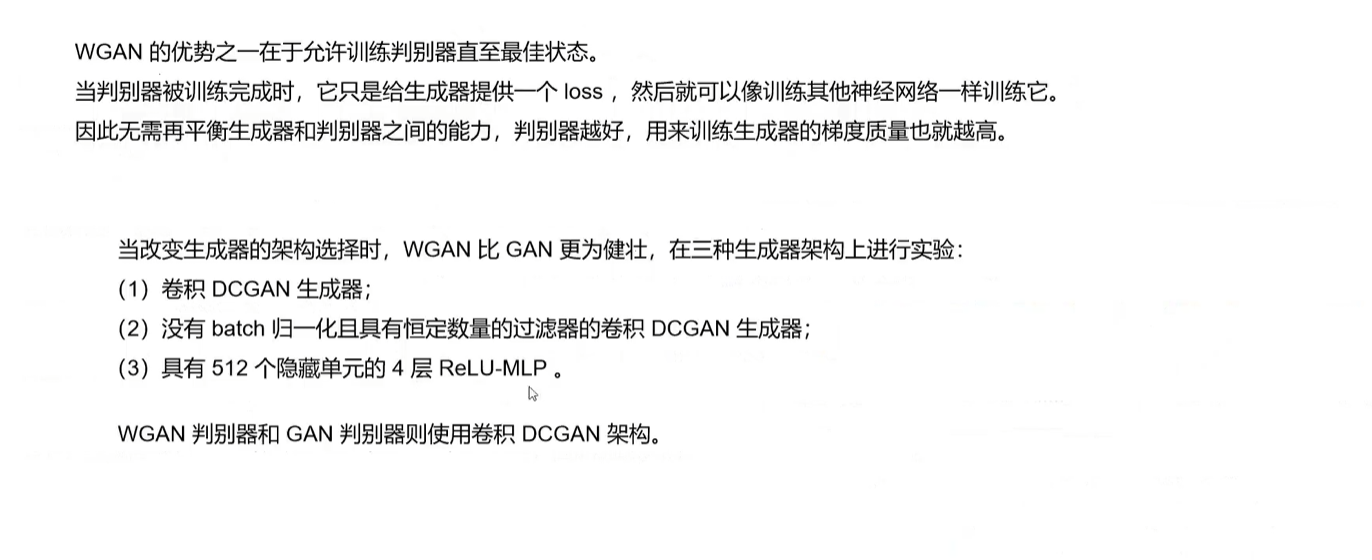 WGAN 的优势之一在于允许训练判别器直至最佳状态。
当判别器被训练完成时，它只是给生成器提供一个 loss ，然后就可以像训练其他神经网络一样训练它。
因此无需再平衡生成器和判别器之间的能力，判别器越好，用来训练生成器的梯度质量也就越高。
当改变生成器的架构选择时，WGAN 比 GAN 更为健壮，在三种生成器架构上进行实验：
（1）卷积 DCGAN 生成器；
（2）没有 batch 归一化且具有恒定数量的过滤器的卷积 DCGAN 生成器；
（3）具有 512 个隐藏单元的 4 层 ReLU-MLP 。
WGAN 判别器和 GAN 判别器则使用卷积 DCGAN 架构。